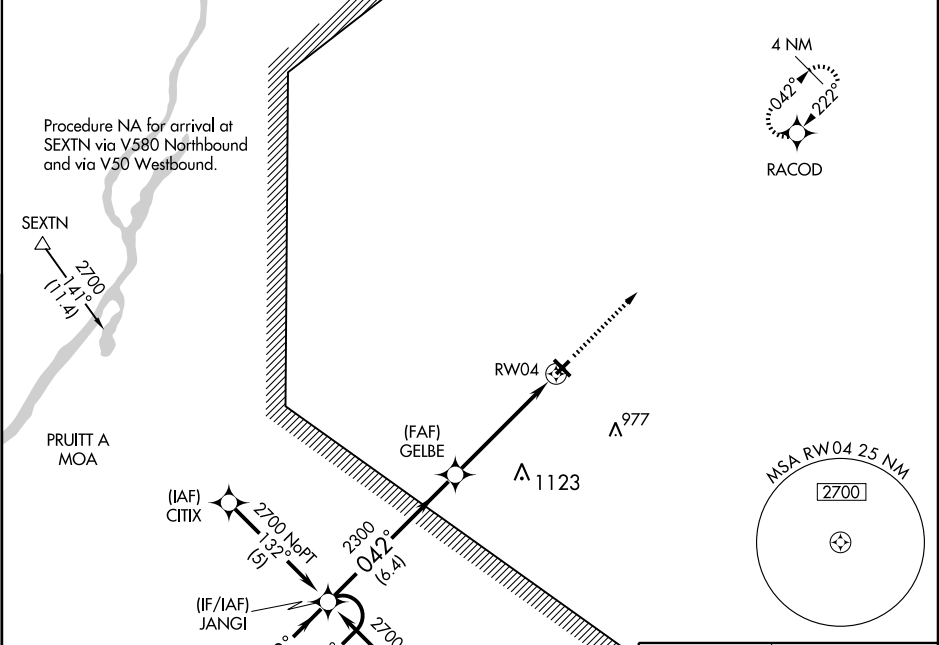 4 NM
042°
222°
RACOD
Procedure NA for arrival at
SEXTN via V580 Northbound
and via V50 Westbound.
SEXTN
2700
141°
(11.4)
RW04
977
(FAF)
GELBE
1123
PRUITT A
MOA
MSA RW04 25 NM
2700
(IAF)
CITIX
2700 NoPT
132°
(5)
2300
042°
(6.4)
(IF/IAF)
JANGI
2700